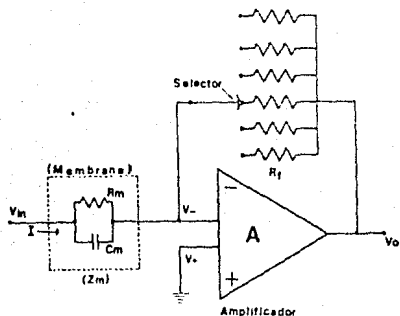 Selector
(Membrane)
Rm
Rf
Vin
V-
I
A
Cm
Vo
V+
(Zm)
Amplificador